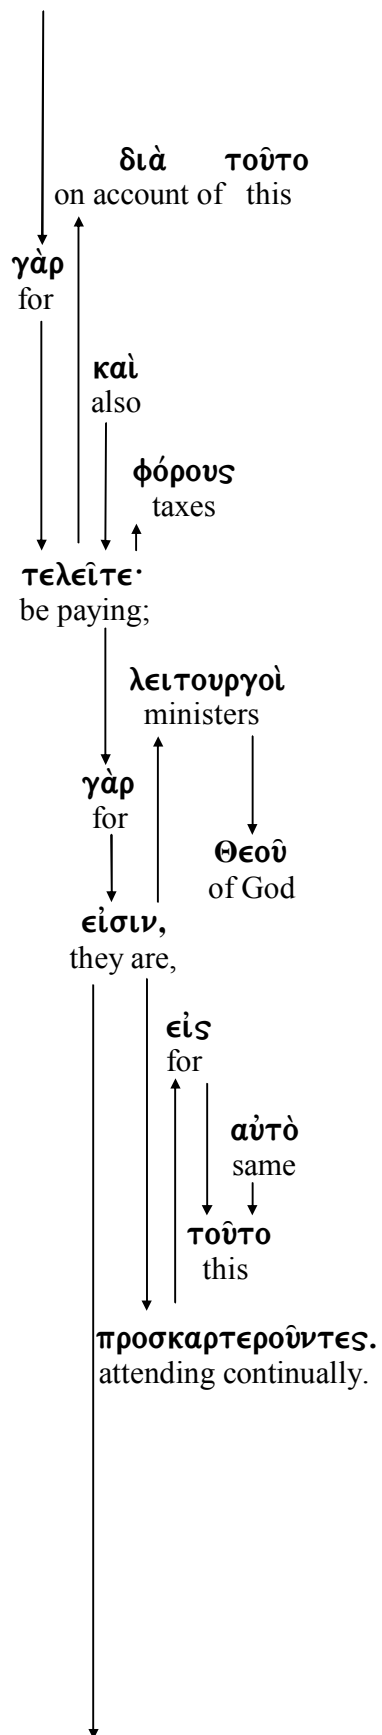 διὰ τοῦτο
on account of this
γὰρ
for
καὶ
also
φόρους
taxes
τελεῖτε·
be paying;
λειτουργοὶ
ministers
γὰρ
for
Θεοῦ
of God
εἰσιν,
they are,
εἰς
for
αὐτὸ
same
τοῦτο
this
προσκαρτεροῦντες.
attending continually.